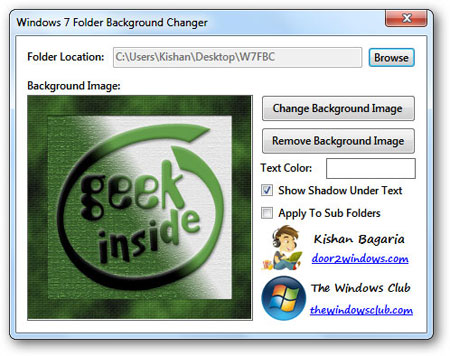 Windows 7 Folder Background Changer
Folder Location: C:\Users\Kishan\Desktop\W7FBC Browse
Background Image:
geek
inside
Change Background Image
Remove Background Image
Text Color:
Show Shadow Under Text
Apply To Sub Folders
Kishan Bagaria
door2windows.com
The Windows Club
thewindowsclub.com